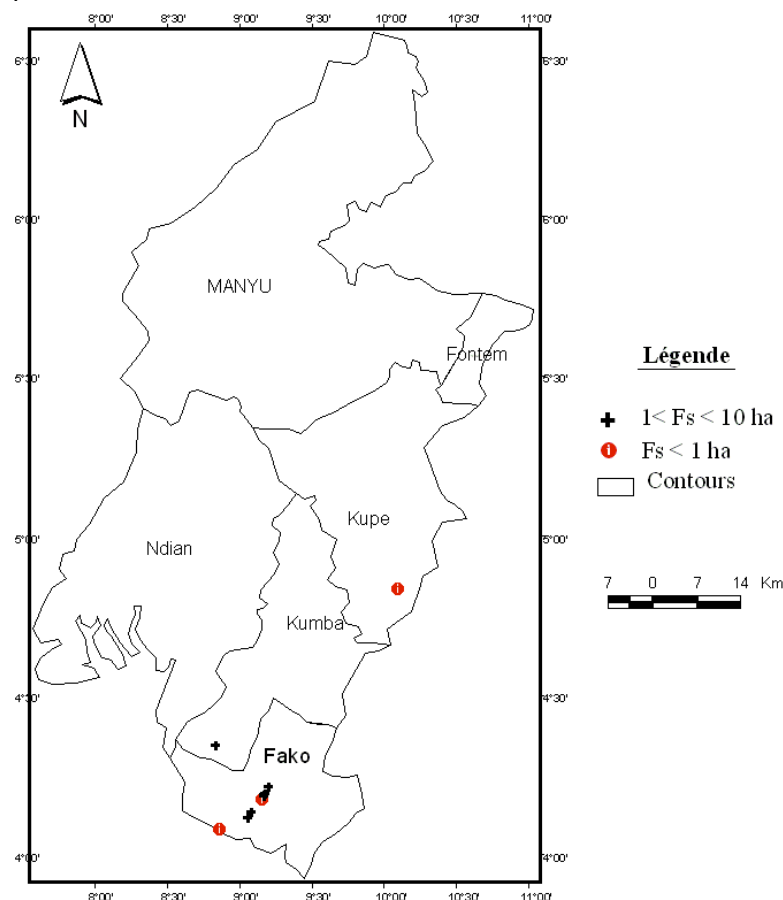 8°00' 8°30' 9°00' 9°30' 10°00' 10°30' 11°00'
6°30' 6°30'
N
6°00' 6°00'
MANYU
Fontem
Légende
5°30' 5°30'
1< Fs < 10 ha
i Fs < 1 ha
Contours
Kupe
5°00' 5°00'
Ndian
i
7 0 7 14 Km
Kumba
4°30' 4°30'
Fako
i
i
4°00' 4°00'
8°00' 8°30' 9°00' 9°30' 10°00' 10°30' 11°00'